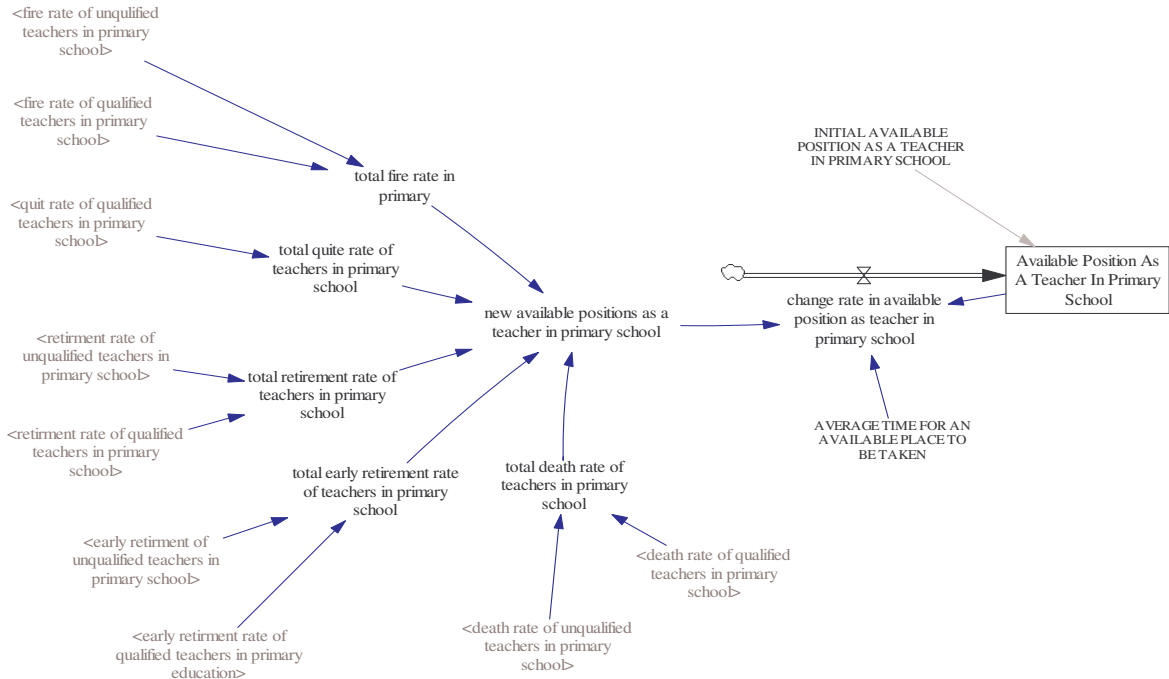 <fire rate of unqulified
teachers in primary
school>
<fire rate of qualified
teachers in primary
school>
<quit rate of qualified
teachers in primary
school>
<retirment rate of
unqualified teachers in
primary school>
<retirment rate of qualified
teachers in primary
school>
<early retirment of
unqualified teachers in
primary school>
<early retirment rate of
qualified teachers in primary
education>
total fire rate in
primary
total quite rate of
teachers in primary
school
total retirement rate of
teachers in primary
school
total early retirement rate
of teachers in primary
school
total death rate of
teachers in primary
school
<death rate of unqualified
teachers in primary
school>
<death rate of qualified
teachers in primary
school>
new available positions as a
teacher in primary school
INITIAL AVAILABLE
POSITION AS A TEACHER
IN PRIMARY SCHOOL
change rate in available
position as teacher in
primary school
Available Position As
A Teacher In Primary
School
AVERAGE TIME FOR AN
AVAILABLE PLACE TO
BE TAKEN